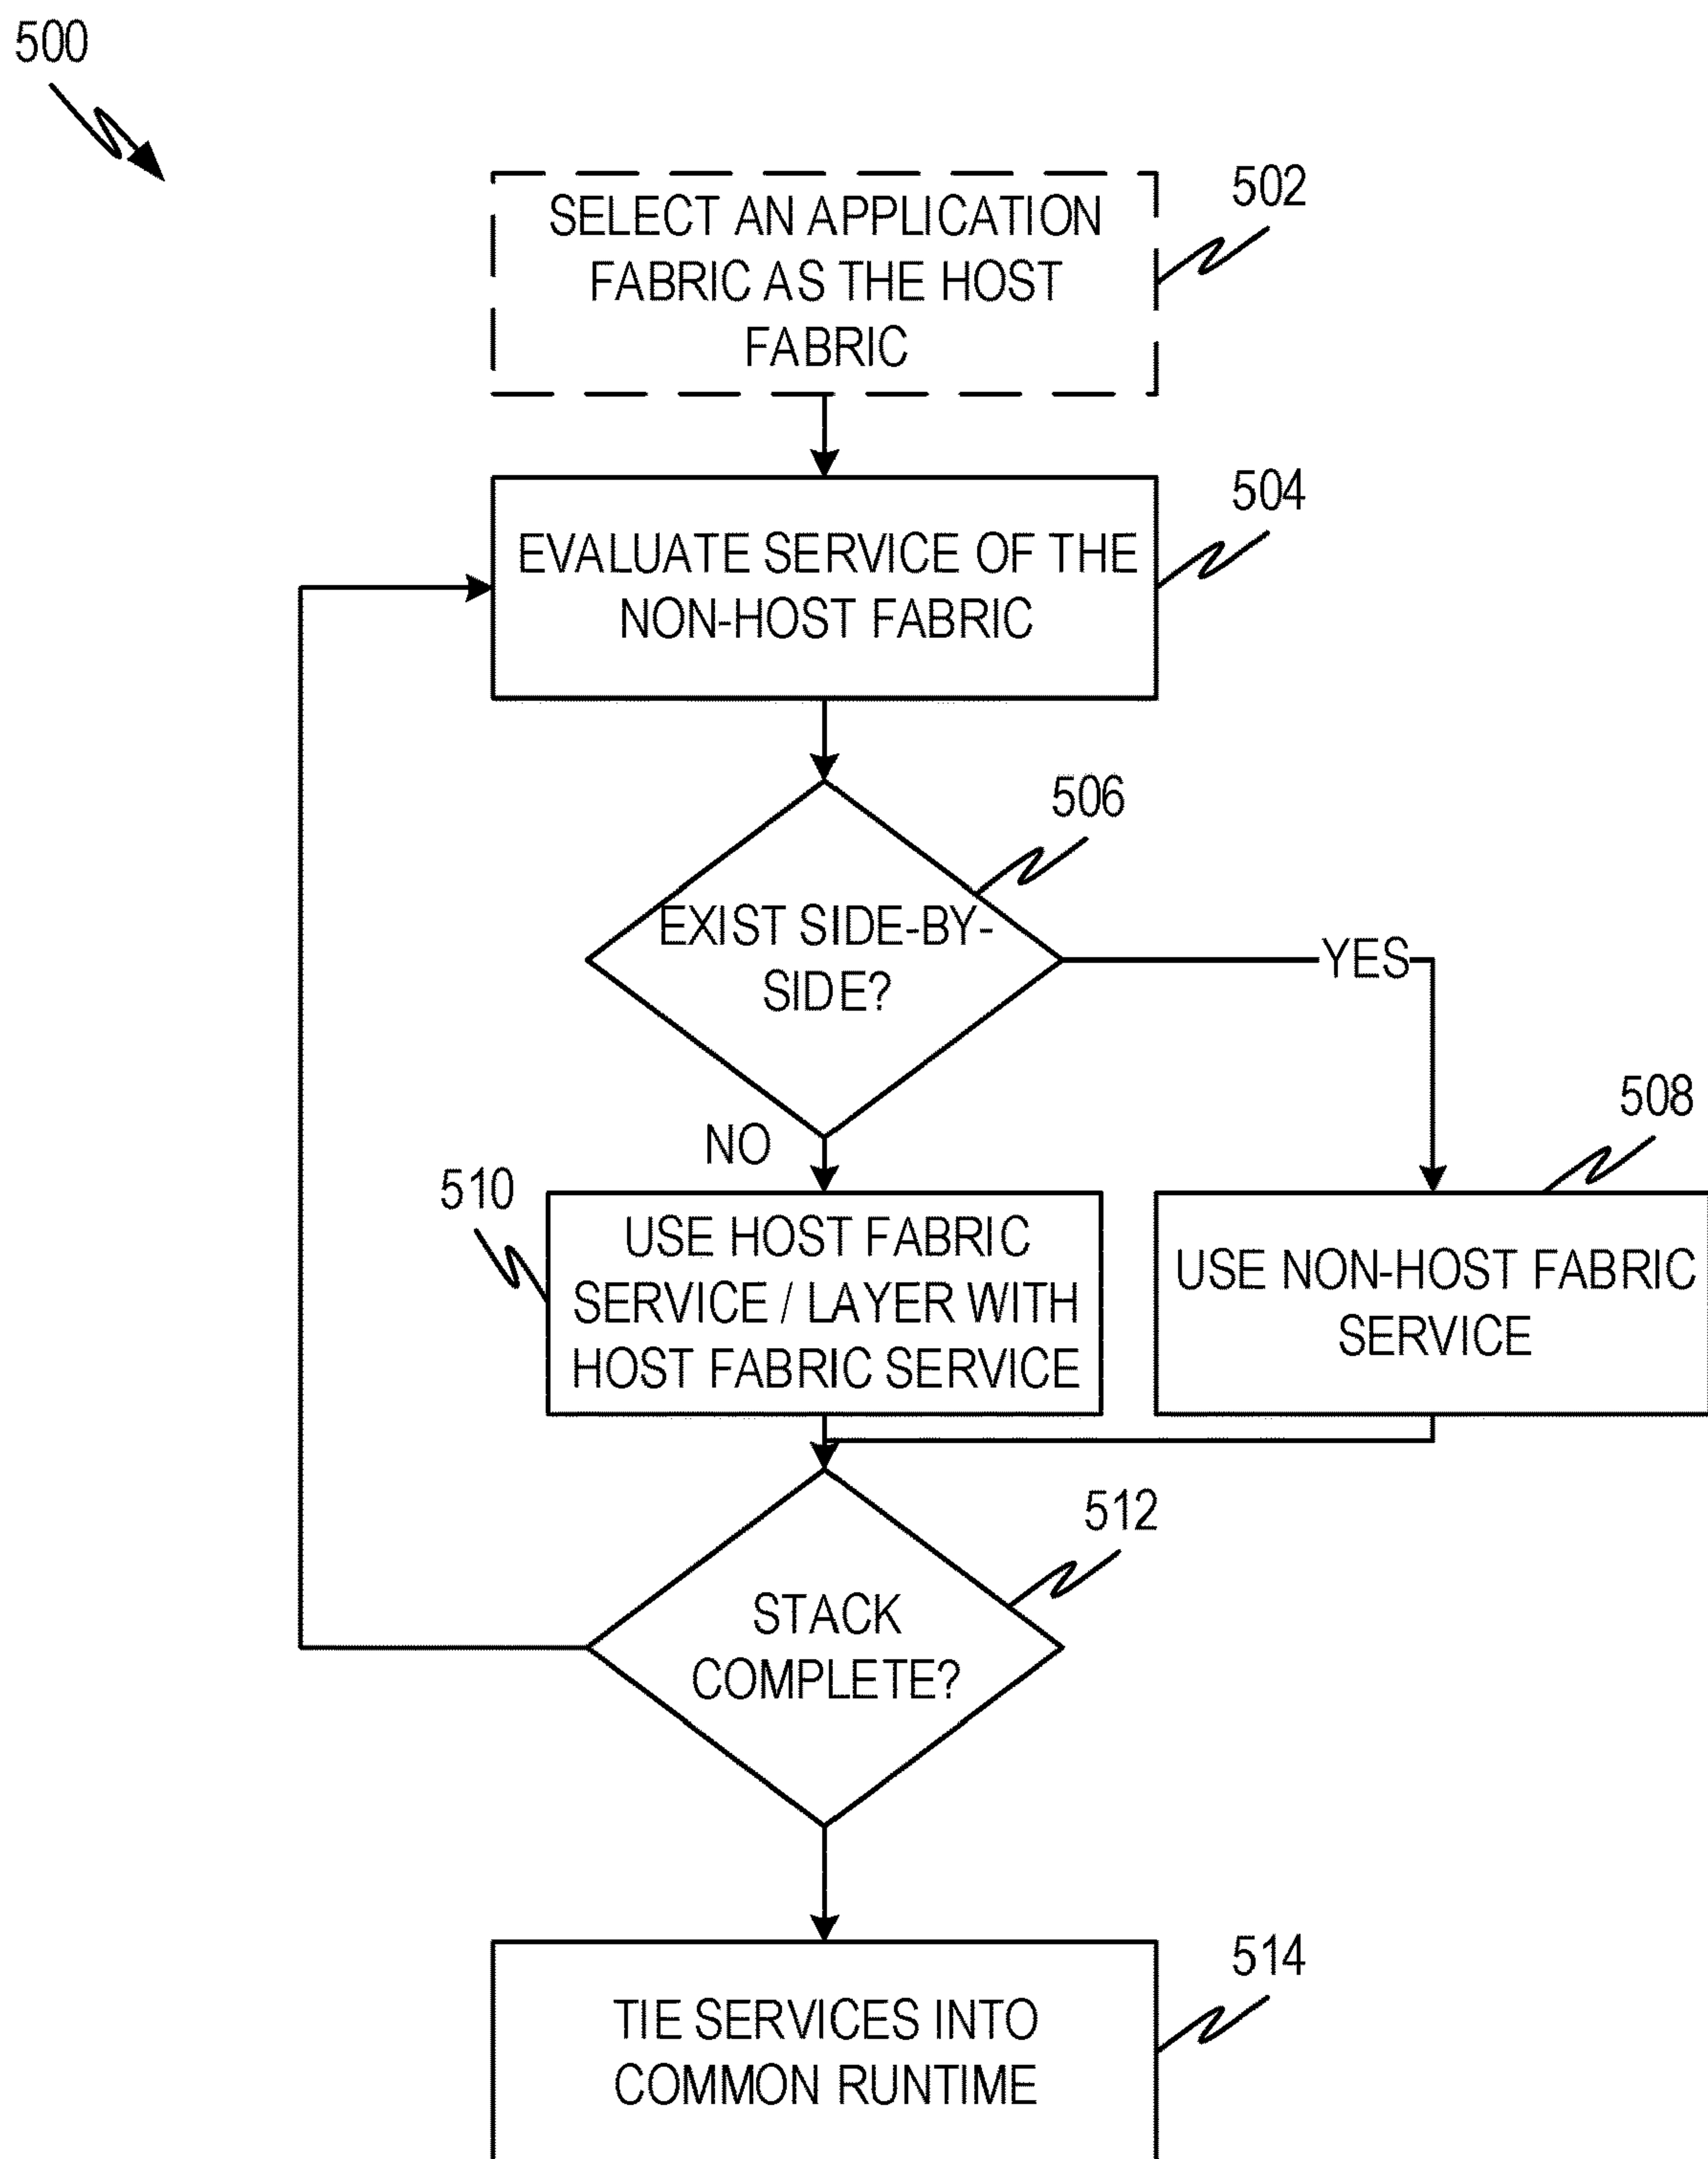 500
502
SELECT AN APPLICATION
FABRIC AS THE HOST
FABRIC
504
EVALUATE SERVICE OF THE
NON-HOST FABRIC
506
EXIST SIDE-BY-
SIDE?
YES
NO
508
510
USE HOST FABRIC
SERVICE / LAYER WITH
HOST FABRIC SERVICE
USE NON-HOST FABRIC
SERVICE
512
STACK
COMPLETE?
514
TIE SERVICES INTO
COMMON RUNTIME